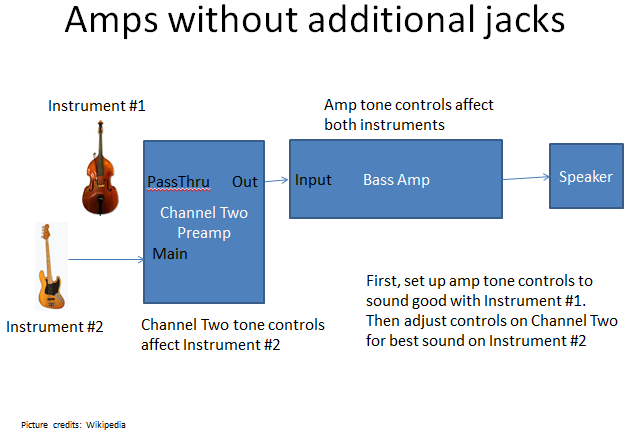 Amps without additional jacks
Instrument #1
Amp tone controls affect
both instruments
PassThru Out
Input Bass Amp
Speaker
Channel Two
Preamp
Main
Instrument #2
Channel Two tone controls
affect Instrument #2
First, set up amp tone controls to
sound good with Instrument #1.
Then adjust controls on Channel Two
for best sound on Instrument #2
Picture credits: Wikipedia